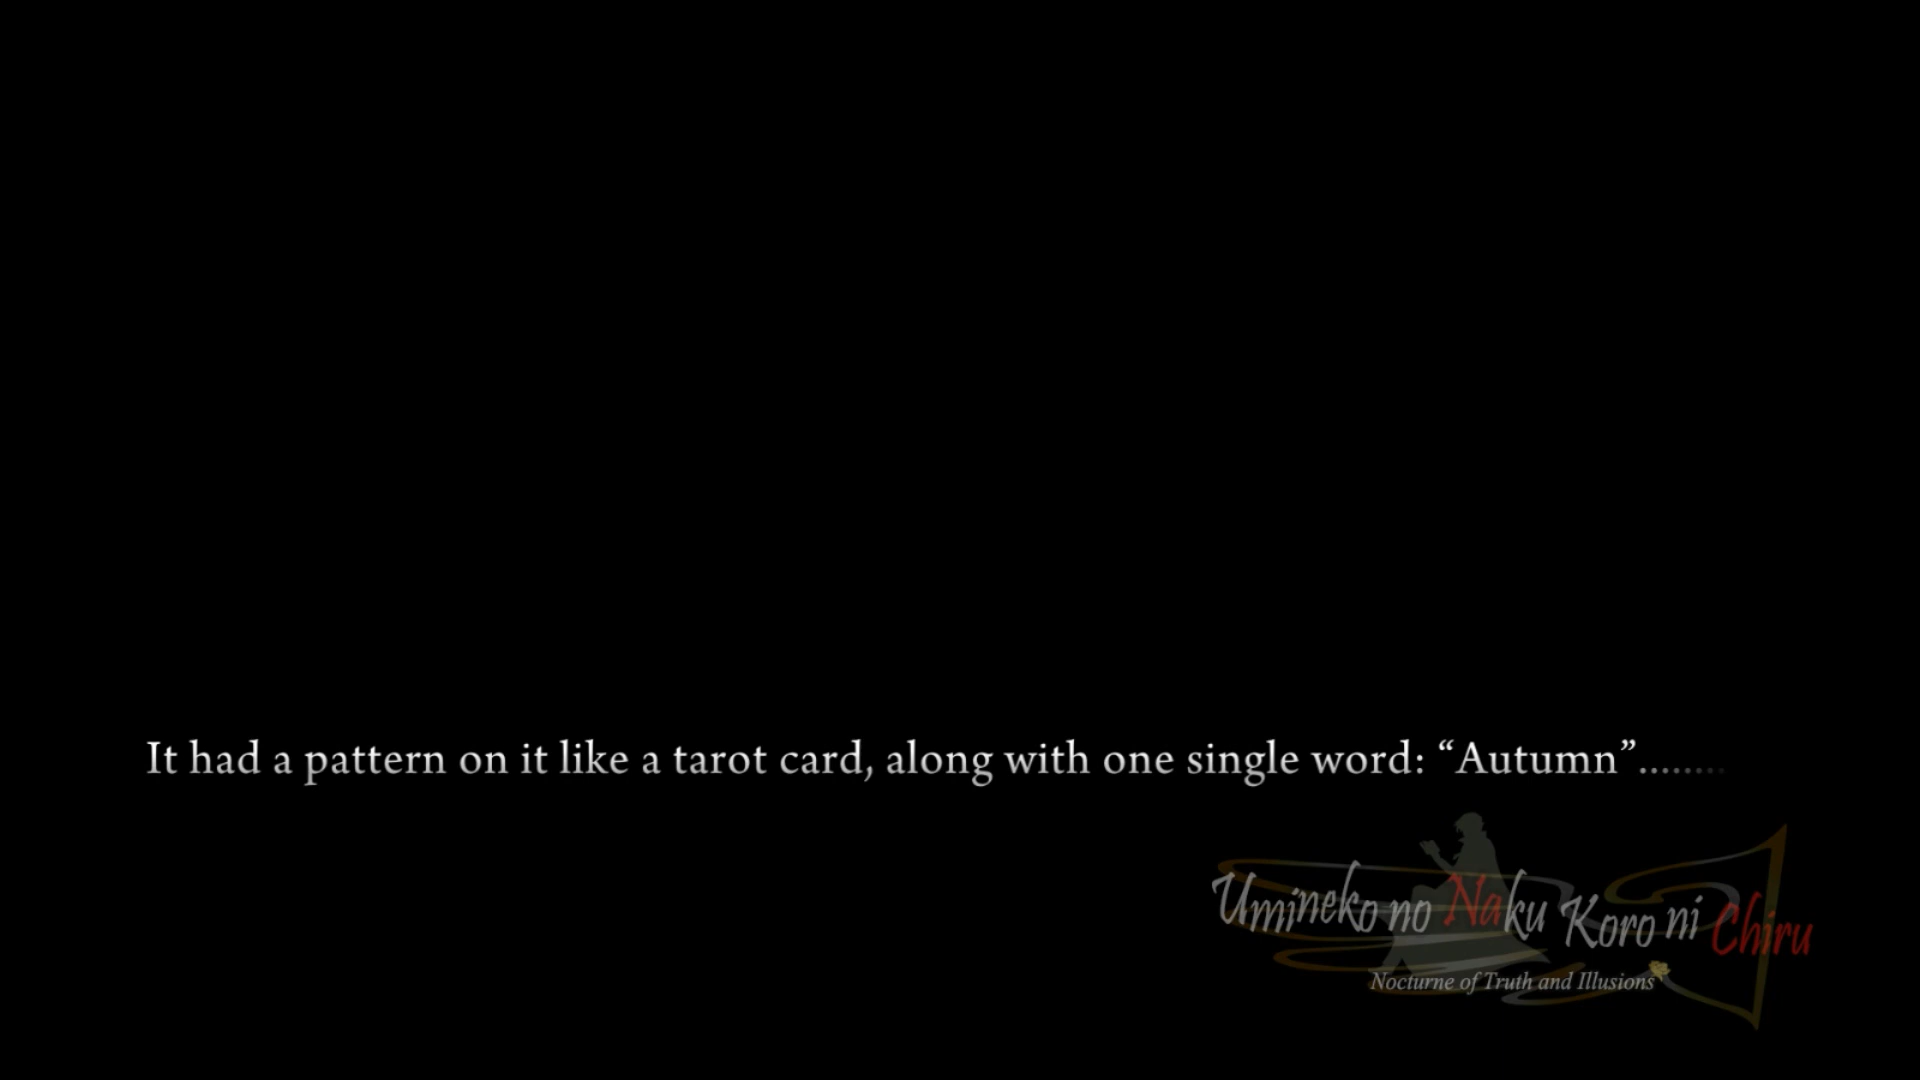 It had a pattern on it like a tarot card, along with one single word: “Autumn”........
Umineko no Naku Koro ni Chiru
Nocturne of Truth and Illusions